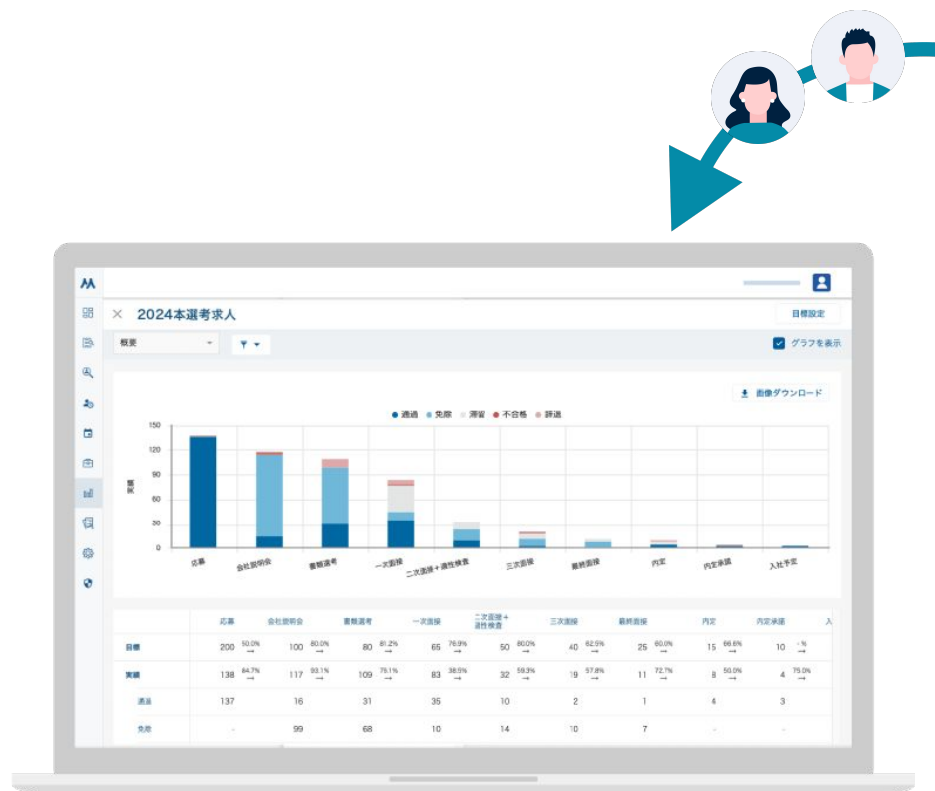 2024本選考求人
目標設定
概要
グラフを表示
画像ダウンロード
通過 免除 滞留 不合格 辞退
150
120
90
60
30
0
実績
応募 会社説明会 書類選考 一次面接 二次面接+適性検査 三次面接 最終面接 内定 内定承諾 入社予定
応募 会社説明会 書類選考 一次面接 二次面接+ 三次面接 最終面接 内定 内定承諾 入
適性検査
目標 200 50.0% → 100 80.0% → 80 81.2% → 65 76.9% → 50 80.0% → 40 62.5% → 25 60.0% → 15 66.6% → 10 - % →
実績 138 84.7% → 117 93.1% → 109 76.1% → 83 38.5% → 32 59.3% → 19 57.8% → 11 72.7% → 8 50.0% → 4 75.0% →
通過 137 16 31 35 10 2 1 4 3
免除 - 99 68 10 14 10 7 - -